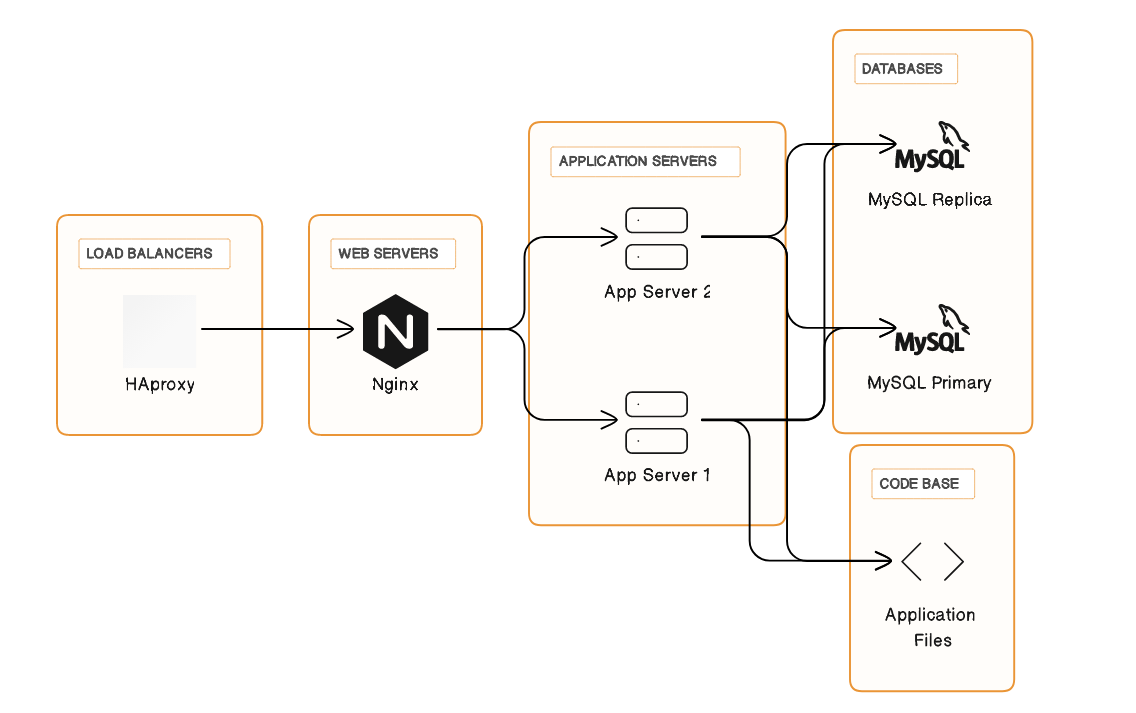 LOAD BALANCERS
HAproxy
WEB SERVERS
N
Nginx
APPLICATION SERVERS
App Server 2
App Server 1
DATABASES
MySQL
MySQL Replica
MySQL
MySQL Primary
CODE BASE
Application
Files